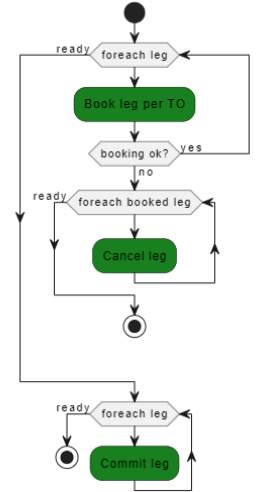 ready
foreach leg
Book leg per TO
booking ok?
yes
no
ready
foreach booked leg
Cancel leg
ready
foreach leg
Commit leg